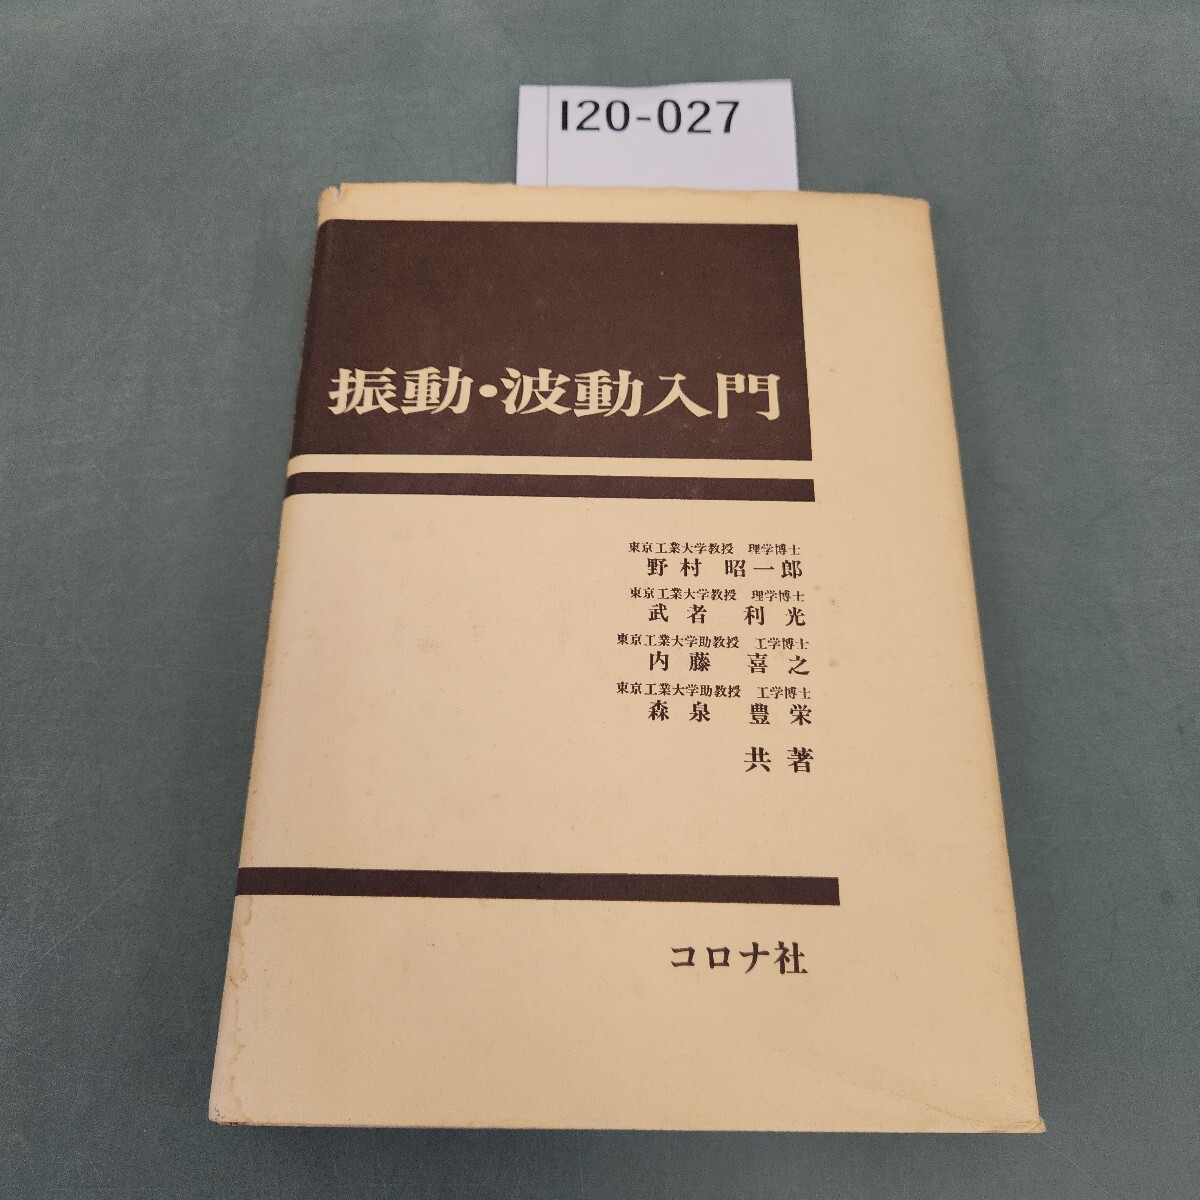 I20-027
振動・波動入門
東京工業大学教授 理学博士
野村 昭一郎
東京工業大学教授 理学博士
武者 利光
東京工業大学助教授 工学博士
内藤 喜之
東京工業大学助教授 工学博士
森泉 豊栄
共著
コロナ社